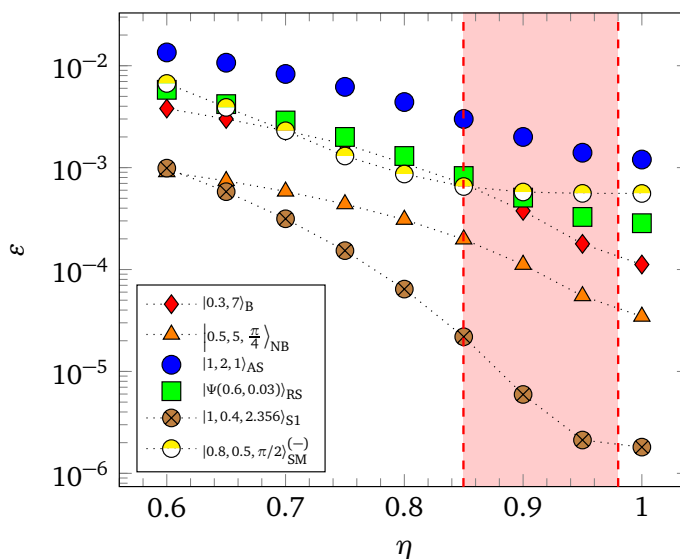 10⁻²
10⁻³
10⁻⁴
10⁻⁵
10⁻⁶
ε
|0.3, 7⟩_B
|0.5, 5, π/4⟩_NB
|1, 2, 1⟩_AS
|Ψ(0.6, 0.03)⟩_RS
|1, 0.4, 2.356⟩_S1
|0.8, 0.5, π/2⟩_SM^(−)
0.6 0.7 0.8 0.9 1
η